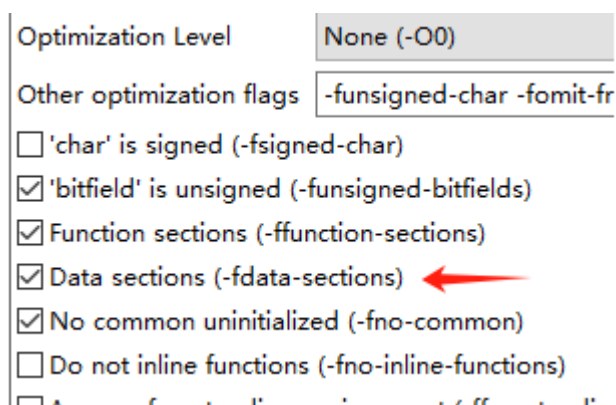 Optimization Level None (-O0)
Other optimization flags -funsigned-char -fomit-fr
'char' is signed (-fsigned-char)
'bitfield' is unsigned (-funsigned-bitfields)
Function sections (-ffunction-sections)
Data sections (-fdata-sections)
No common uninitialized (-fno-common)
Do not inline functions (-fno-inline-functions)